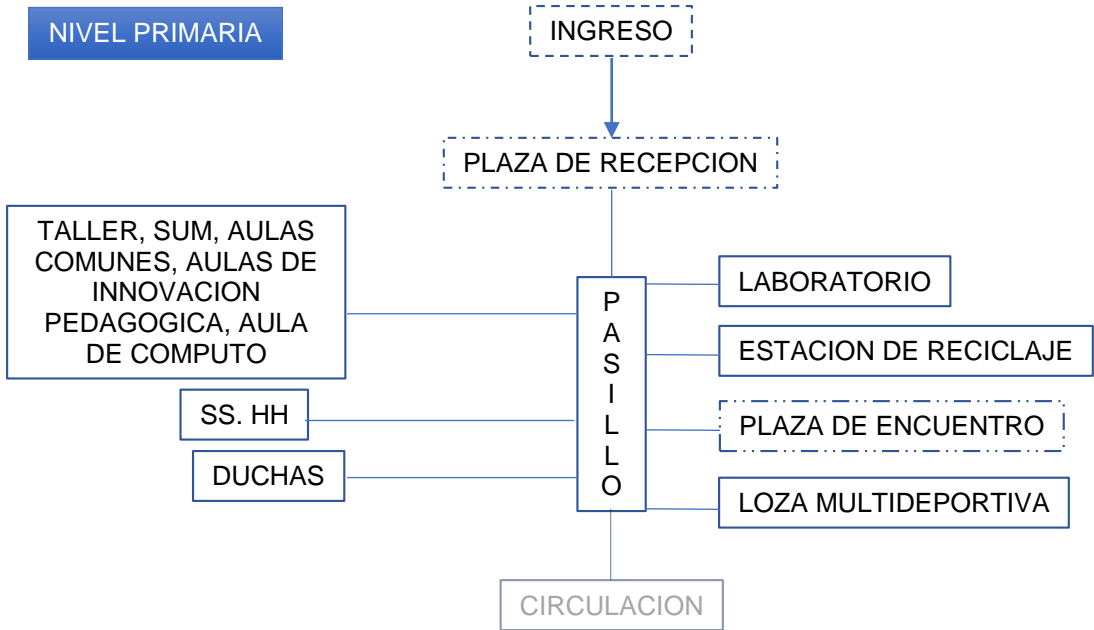 NIVEL PRIMARIA
INGRESO
PLAZA DE RECEPCION
TALLER, SUM, AULAS
COMUNES, AULAS DE
INNOVACION
PEDAGOGICA, AULA
DE COMPUTO
SS. HH
DUCHAS
P
A
S
I
L
L
O
LABORATORIO
ESTACION DE RECICLAJE
PLAZA DE ENCUENTRO
LOZA MULTIDEPORTIVA
CIRCULACION